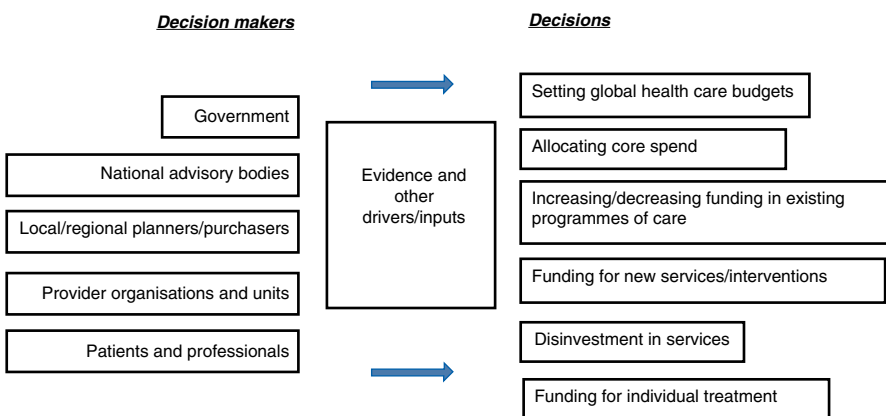 Decision makers
Decisions
Government
National advisory bodies
Local/regional planners/purchasers
Provider organisations and units
Patients and professionals
Evidence and
other
drivers/inputs
Setting global health care budgets
Allocating core spend
Increasing/decreasing funding in existing
programmes of care
Funding for new services/interventions
Disinvestment in services
Funding for individual treatment